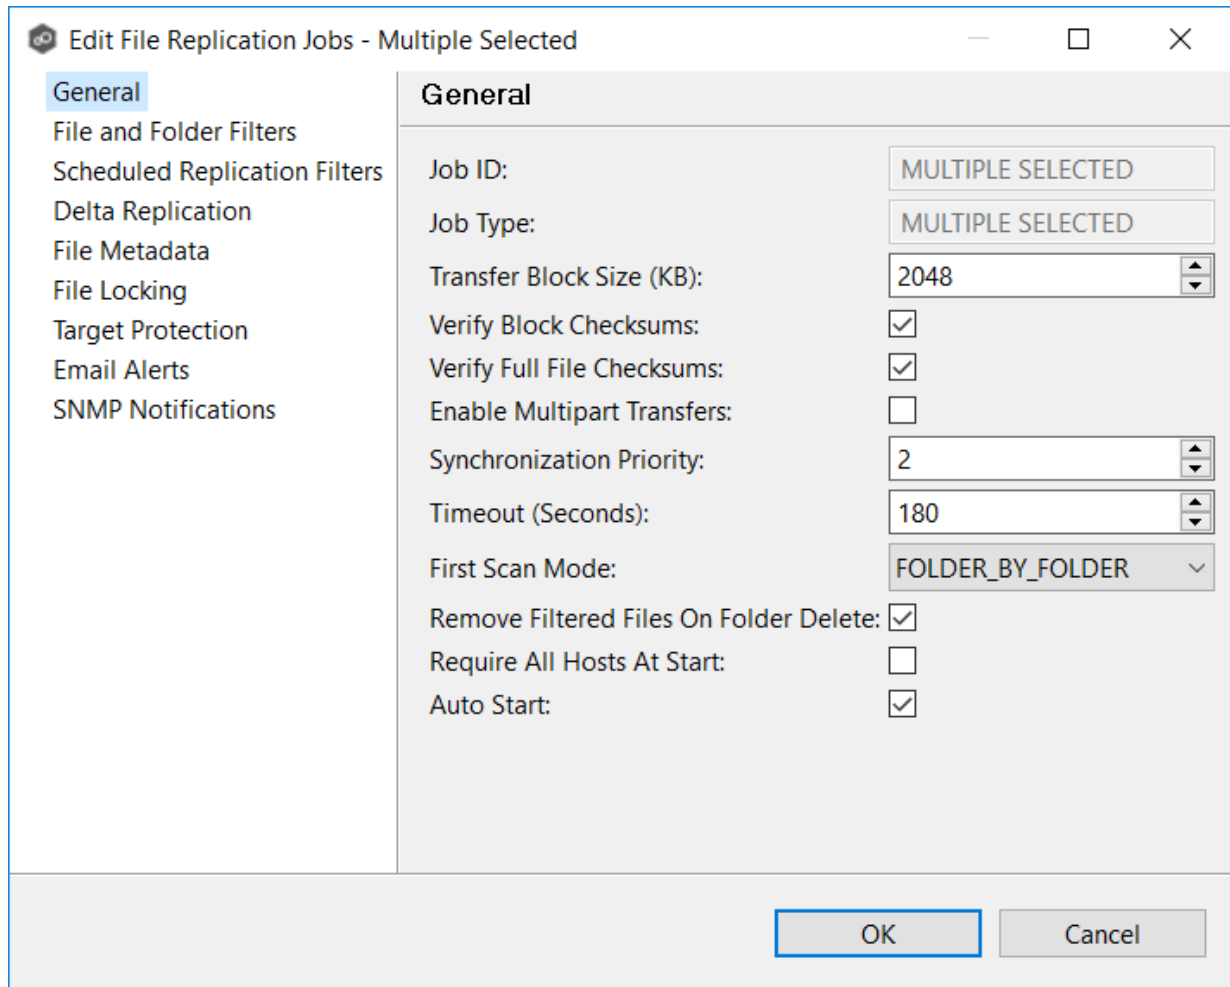 Edit File Replication Jobs - Multiple Selected
General
File and Folder Filters
Scheduled Replication Filters
Delta Replication
File Metadata
File Locking
Target Protection
Email Alerts
SNMP Notifications
General
Job ID: MULTIPLE SELECTED
Job Type: MULTIPLE SELECTED
Transfer Block Size (KB): 2048
Verify Block Checksums:
Verify Full File Checksums:
Enable Multipart Transfers:
Synchronization Priority: 2
Timeout (Seconds): 180
First Scan Mode: FOLDER_BY_FOLDER
Remove Filtered Files On Folder Delete:
Require All Hosts At Start:
Auto Start:
OK Cancel